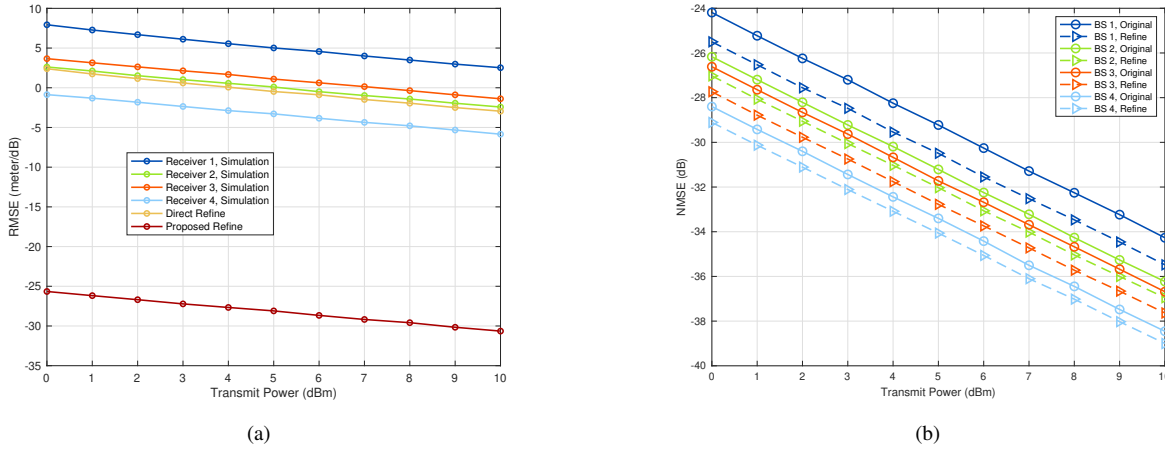 10
5
0
-5
-10
-15
-20
-25
-30
-35
RMSE (meter/dB)
Receiver 1, Simulation
Receiver 2, Simulation
Receiver 3, Simulation
Receiver 4, Simulation
Direct Refine
Proposed Refine
0 1 2 3 4 5 6 7 8 9 10
Transmit Power (dBm)
(a)
-24
-26
-28
-30
-32
-34
-36
-38
-40
NMSE (dB)
BS 1, Original
BS 1, Refine
BS 2, Original
BS 2, Refine
BS 3, Original
BS 3, Refine
BS 4, Original
BS 4, Refine
0 1 2 3 4 5 6 7 8 9 10
Transmit Power (dBm)
(b)